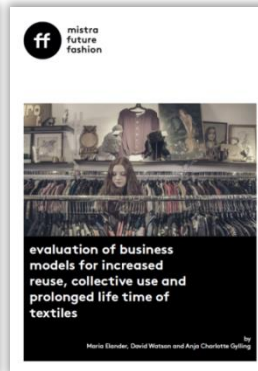 ff
mistra
future
fashion
evaluation of business
models for increased
reuse, collective use and
prolonged life time of
textiles
by
Maria Elander, David Watson and Anja Charlotte Gylling